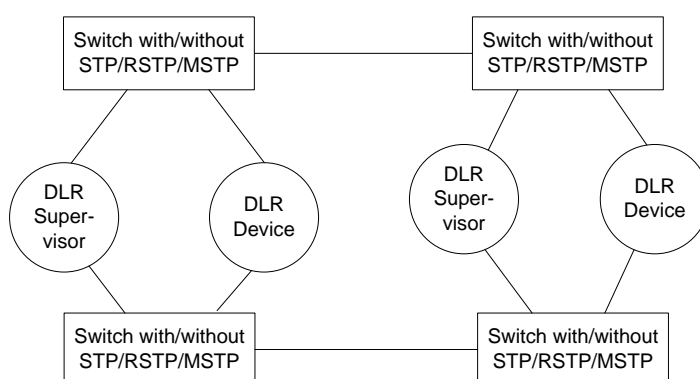 Switch with/without
STP/RSTP/MSTP
Switch with/without
STP/RSTP/MSTP
DLR
Super-
visor
DLR
Device
DLR
Super-
visor
DLR
Device
Switch with/without
STP/RSTP/MSTP
Switch with/without
STP/RSTP/MSTP